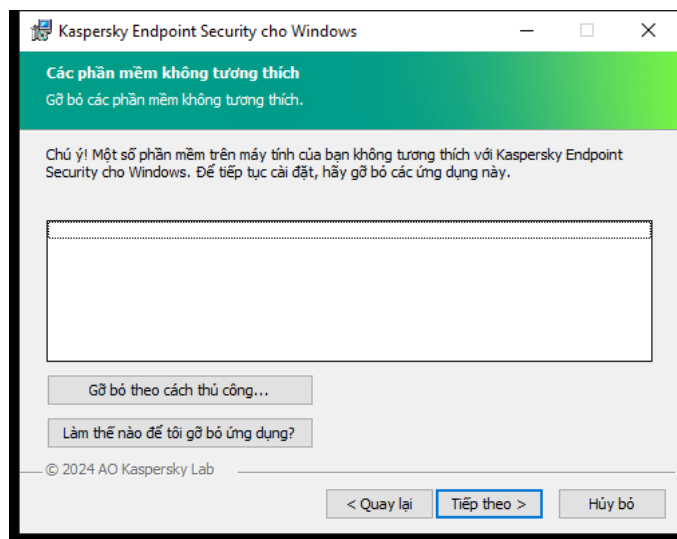 Kaspersky Endpoint Security cho Windows
Các phần mềm không tương thích
Gỡ bỏ các phần mềm không tương thích.
Chú ý! Một số phần mềm trên máy tính của bạn không tương thích với Kaspersky Endpoint
Security cho Windows. Để tiếp tục cài đặt, hãy gỡ bỏ các ứng dụng này.
Gỡ bỏ theo cách thủ công...
Làm thế nào để tôi gỡ bỏ ứng dụng?
© 2024 AO Kaspersky Lab
< Quay lại
Tiếp theo >
Hủy bỏ